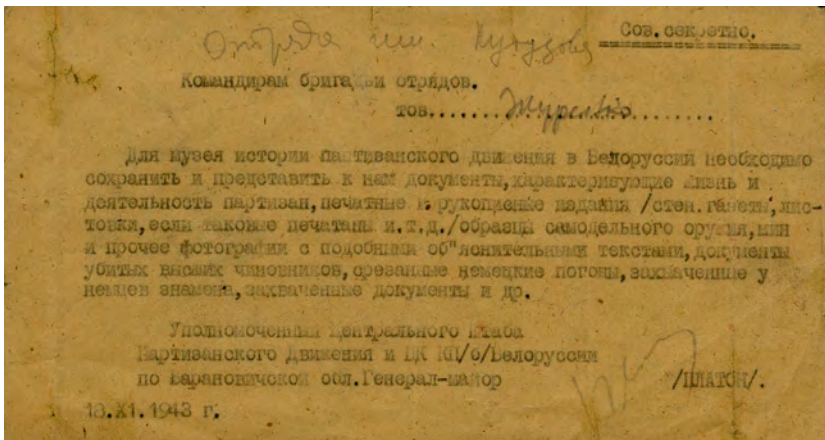 Сов.секретно.
Отряда им. Кутузова
Командирам бригад и отрядов.
тов..............
Для музея истории партизанского движения в Белоруссии необходимо
сохранить и представить к нам документы,характеризующие жизнь и
деятельность партизан,печатные и рукописные издания /стен.газеты,лис-
товки,если таковые печатаны и.т.д./образцы самодельного оружия,мин
и прочее фотографии с подобными об"яснительными текстами,документы
убитых высших чиновников,срезанные немецкие погоны,захваченные у
немцев знамена,захваченные документы и др.
Уполномоченный Центрального Штаба
Партизанского Движения и ЦК КП/б/Белоруссии
по Барановичской обл.Генерал-майор /ПЛАТОН/.
18.XI.1943 г.